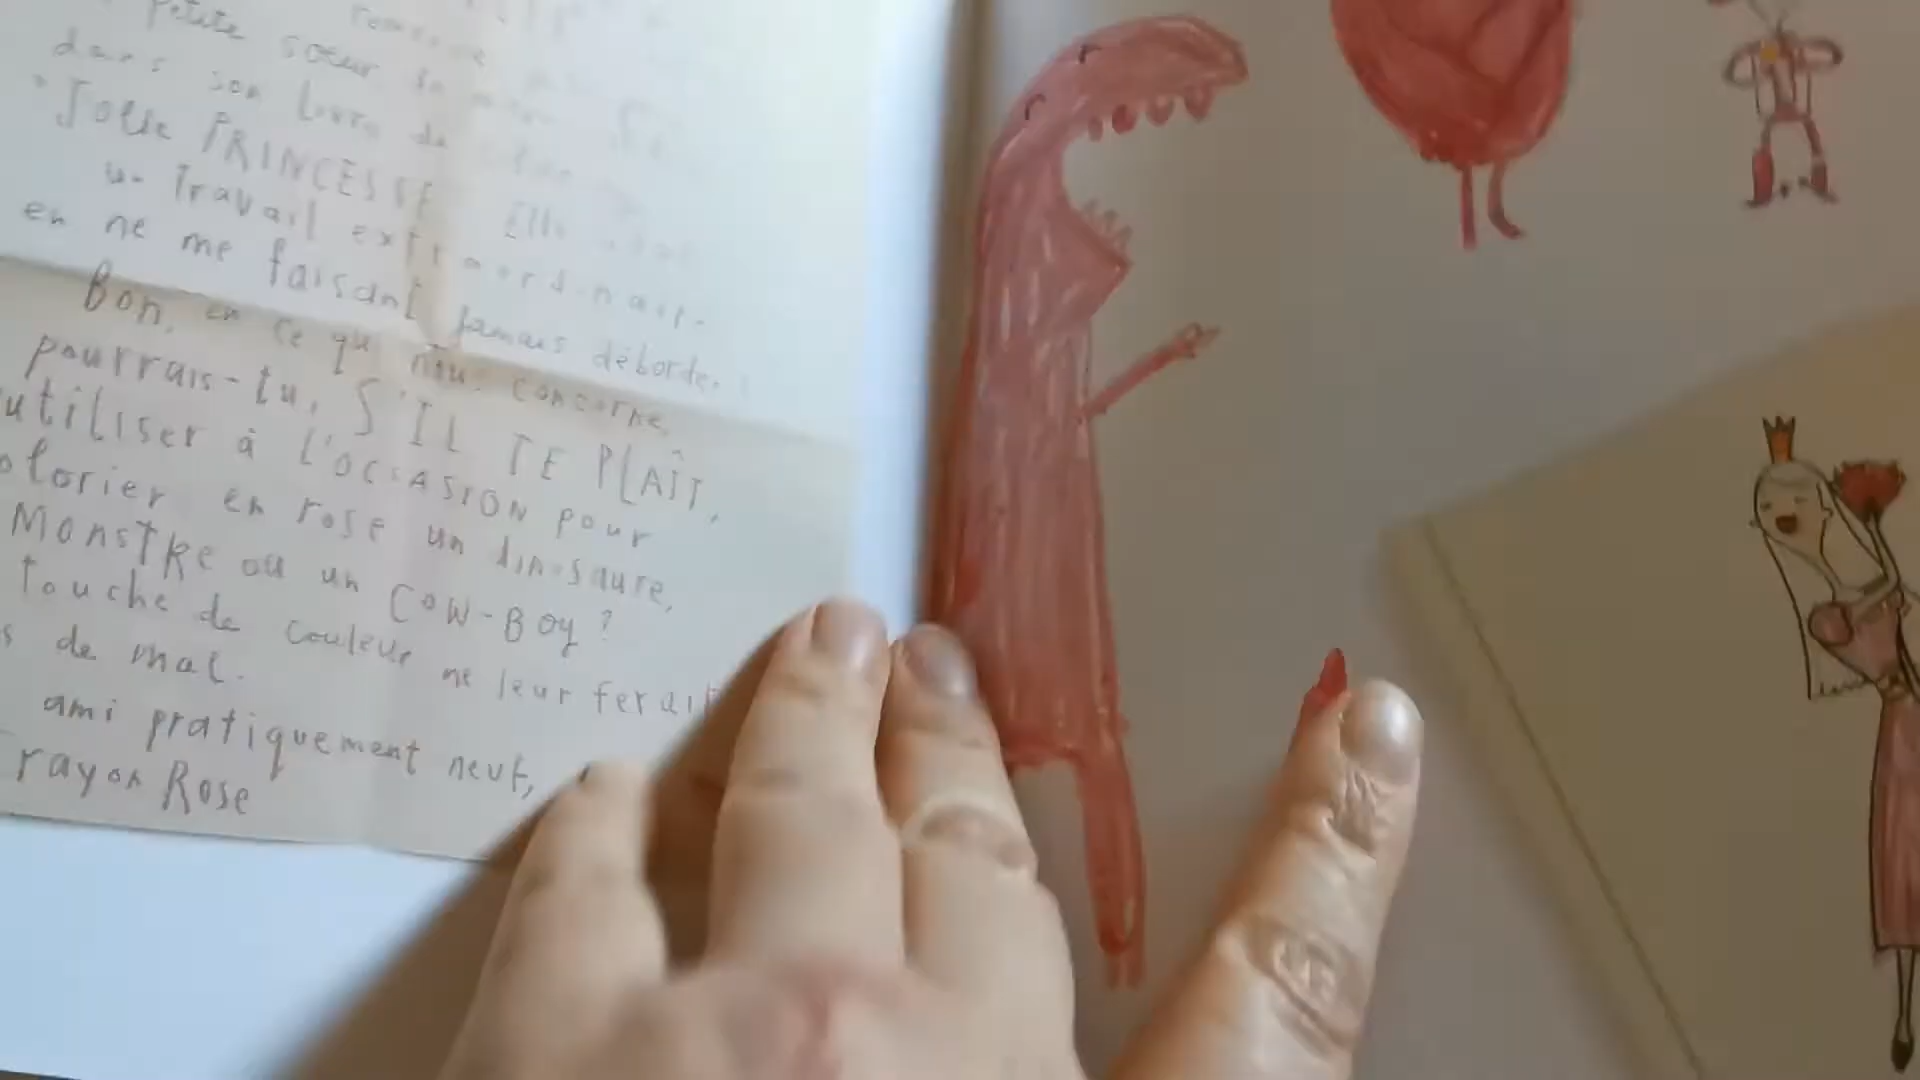 petite sœur
dans son livre de
"Jolie PRINCESSE Elle
un travail extraordinaire
en ne me faisant jamais déborder.
Bon, en ce qui nous concerne,
pourrais-tu, S'IL TE PLAÎT,
utiliser à L'OCCASION pour
colorier en rose un dinosaure,
MONSTRE ou un COW-BOY ?
touche de couleur ne leur ferait
de mal.
ami pratiquement neuf,
Crayon Rose